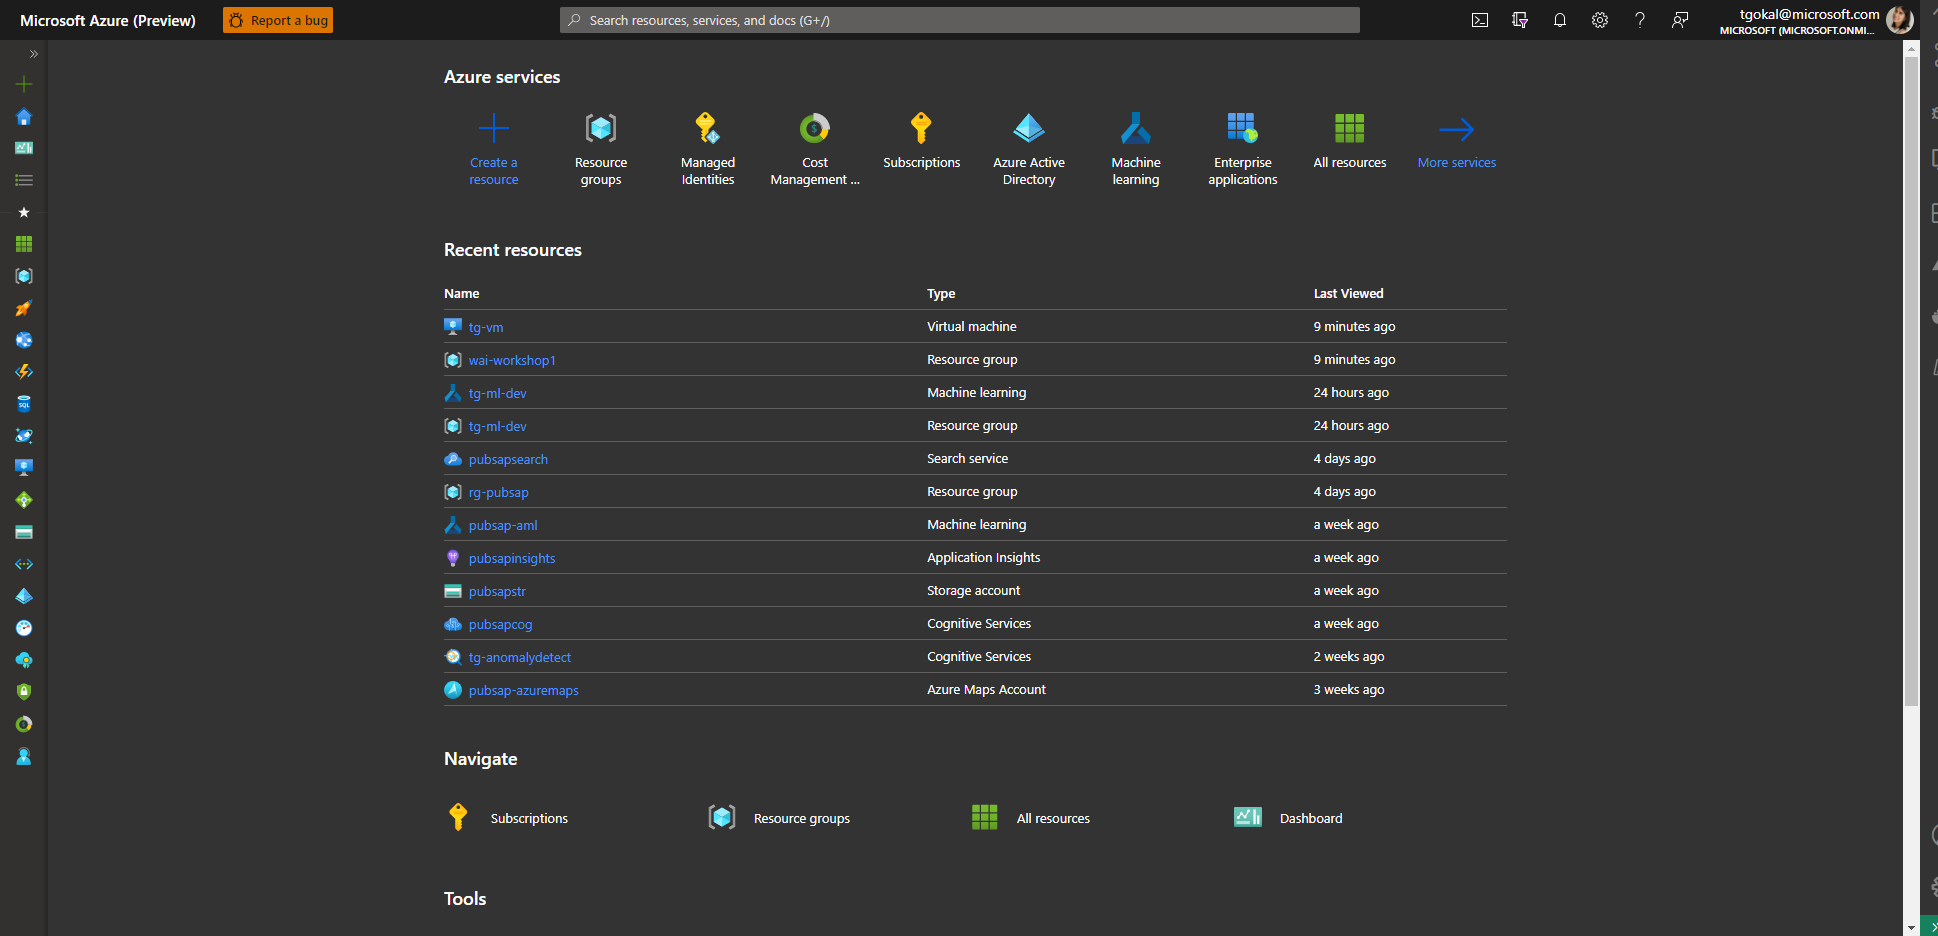 Microsoft Azure (Preview)
Report a bug
Search resources, services, and docs (G+/)
tgokal@microsoft.com
MICROSOFT (MICROSOFT.ONMI...
Azure services
Create a
resource
Resource
groups
Managed
Identities
Cost
Management ...
Subscriptions
Azure Active
Directory
Machine
learning
Enterprise
applications
All resources
More services
Recent resources
Name Type Last Viewed
tg-vm Virtual machine 9 minutes ago
wai-workshop1 Resource group 9 minutes ago
tg-ml-dev Machine learning 24 hours ago
tg-ml-dev Resource group 24 hours ago
pubsapsearch Search service 4 days ago
rg-pubsap Resource group 4 days ago
pubsap-aml Machine learning a week ago
pubsapinsights Application Insights a week ago
pubsapstr Storage account a week ago
pubsapcog Cognitive Services a week ago
tg-anomalydetect Cognitive Services 2 weeks ago
pubsap-azuremaps Azure Maps Account 3 weeks ago
Navigate
Subscriptions Resource groups All resources Dashboard
Tools